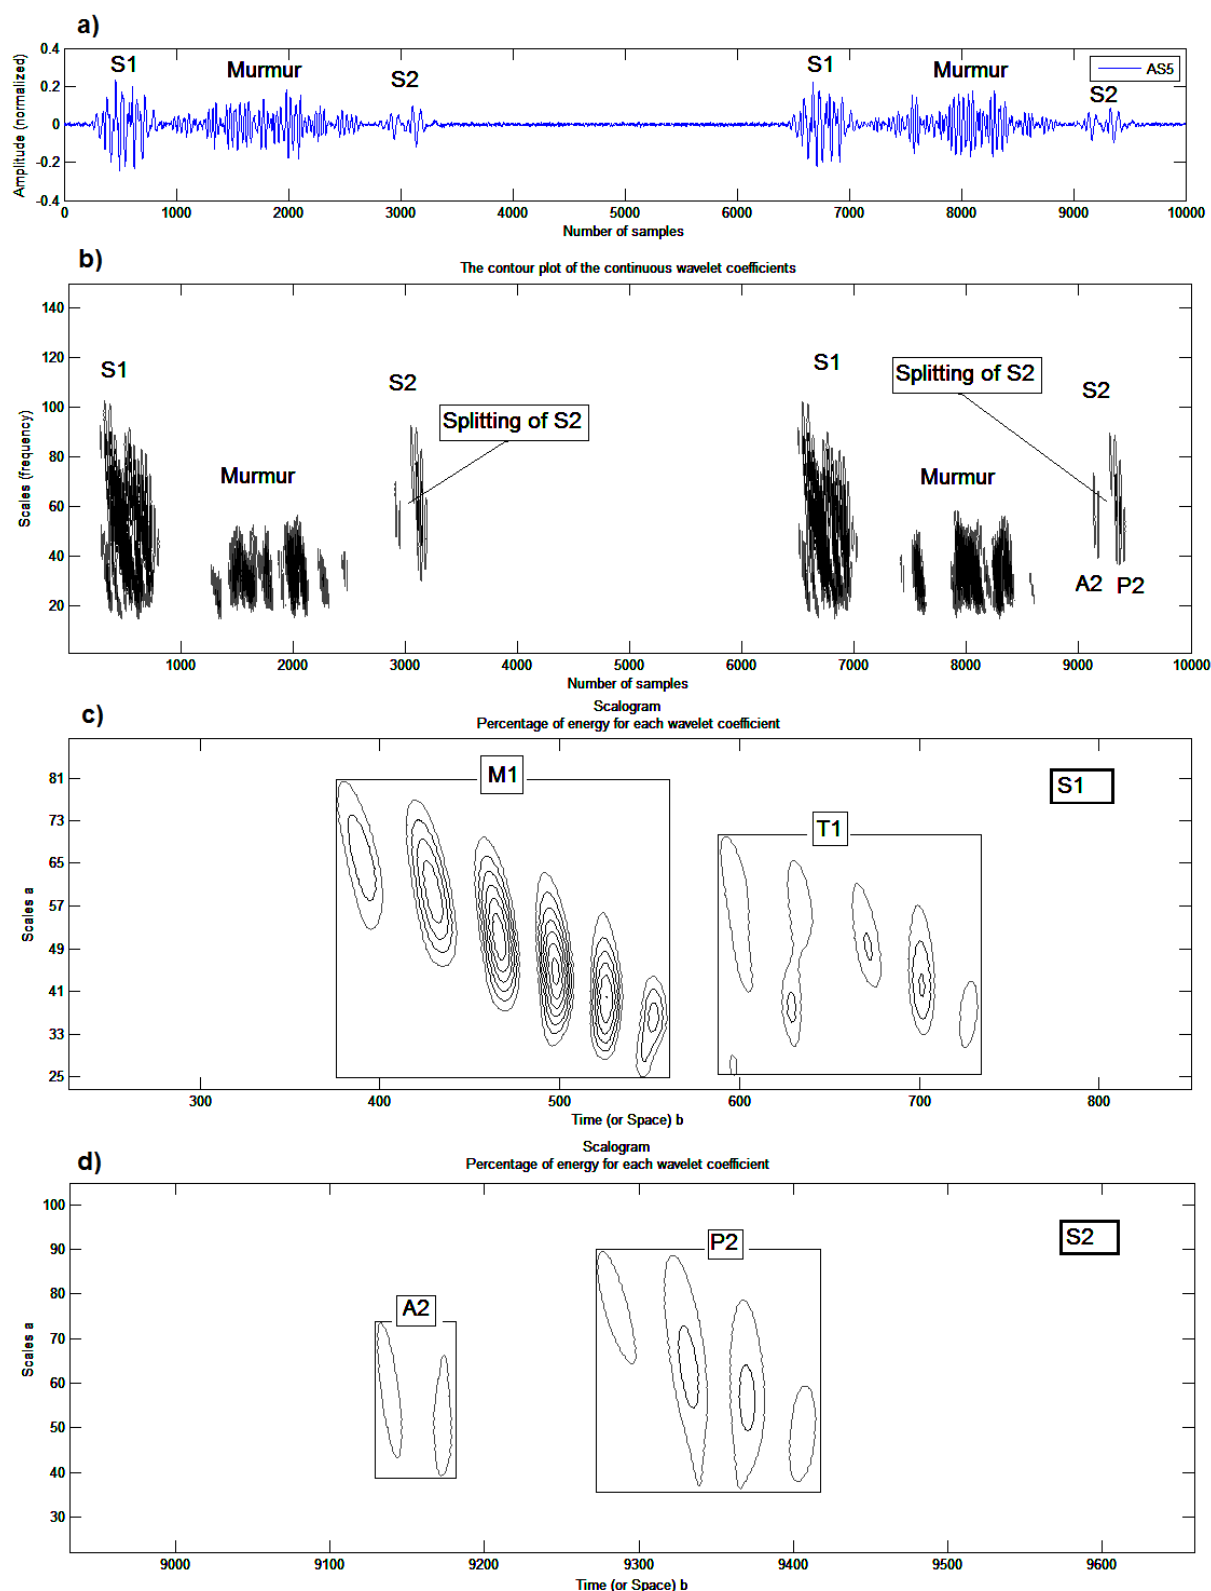 a)
Amplitude (normalized)
0.4
0.2
0
-0.2
-0.4
S1
Murmur
S2
S1
Murmur
S2
AS5
0 1000 2000 3000 4000 5000 6000 7000 8000 9000 10000
Number of samples
b)
The contour plot of the continuous wavelet coefficients
Scales (frequency)
140
120
100
80
60
40
20
S1
Murmur
S2
Splitting of S2
S1
Murmur
Splitting of S2
S2
A2
P2
1000 2000 3000 4000 5000 6000 7000 8000 9000 10000
Number of samples
c)
Scalogram
Percentage of energy for each wavelet coefficient
Scales a
81
73
65
57
49
41
33
25
M1
T1
S1
300 400 500 600 700 800
Time (or Space) b
d)
Scalogram
Percentage of energy for each wavelet coefficient
Scales a
100
90
80
70
60
50
40
30
A2
P2
S2
9000 9100 9200 9300 9400 9500 9600
Time (or Space) b